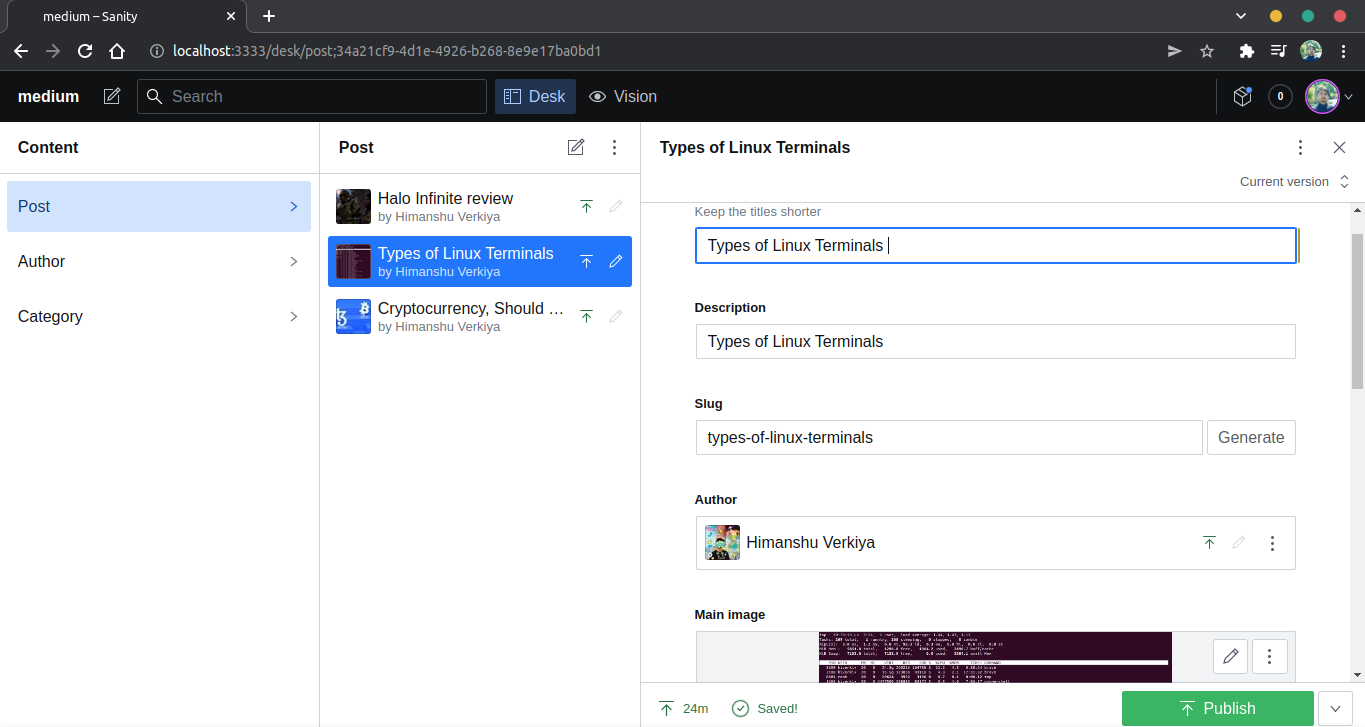 medium – Sanity
localhost:3333/desk/post;34a21cf9-4d1e-4926-b268-8e9e17ba0bd1
medium
Search
Desk
Vision
0
Content
Post
Author
Category
Post
Halo Infinite review
by Himanshu Verkiya
Types of Linux Terminals
by Himanshu Verkiya
Cryptocurrency, Should …
by Himanshu Verkiya
Types of Linux Terminals
Current version
Keep the titles shorter
Types of Linux Terminals
Description
Types of Linux Terminals
Slug
types-of-linux-terminals
Generate
Author
Himanshu Verkiya
Main image
24m
Saved!
Publish